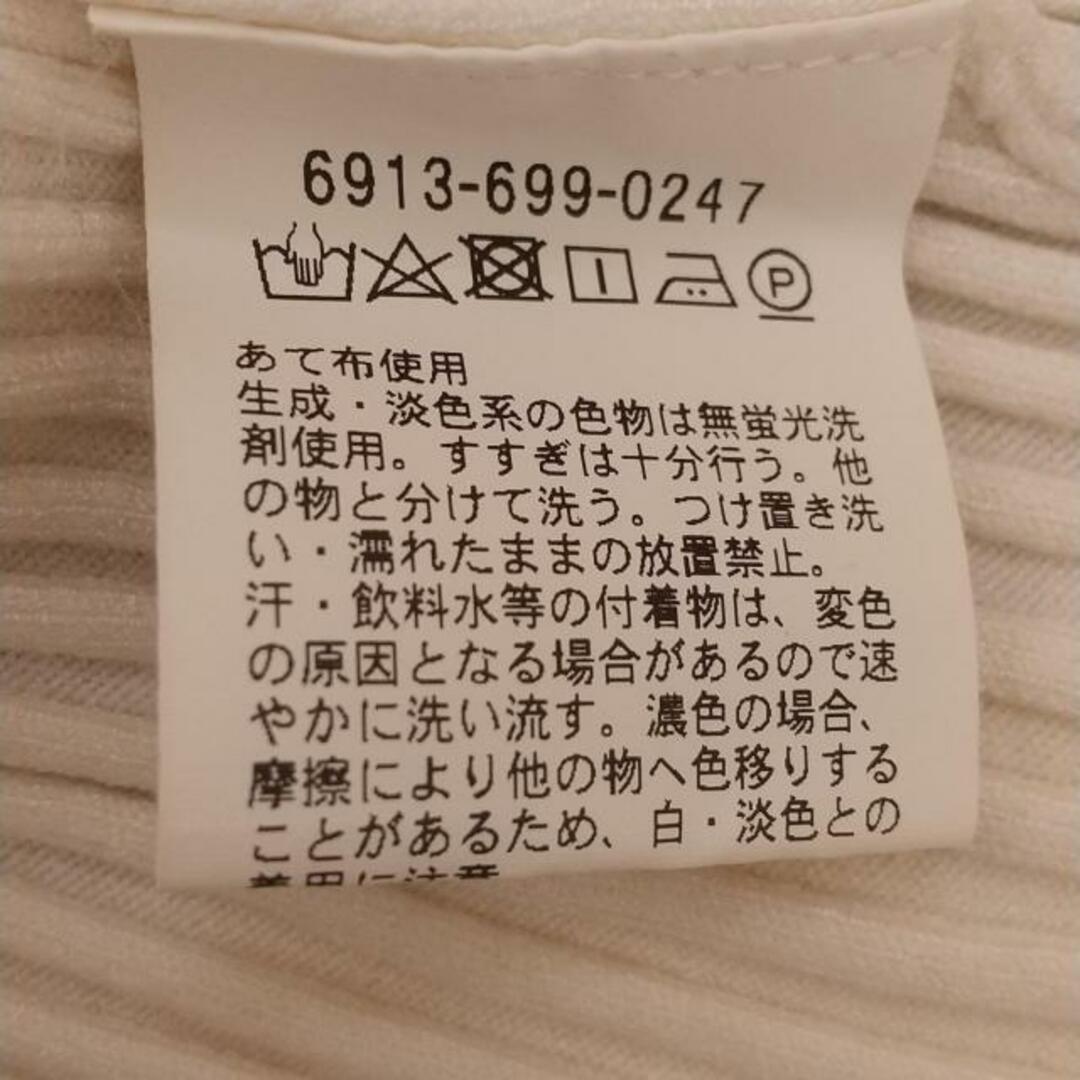 6913-699-0247
P
あて布使用
生成・淡色系の色物は無蛍光洗
剤使用。すすぎは十分行う。他
の物と分けて洗う。つけ置き洗
い・濡れたままの放置禁止。
汗・飲料水等の付着物は、変色
の原因となる場合があるので速
やかに洗い流す。濃色の場合、
摩擦により他の物へ色移りする
ことがあるため、白・淡色との
着用に注意